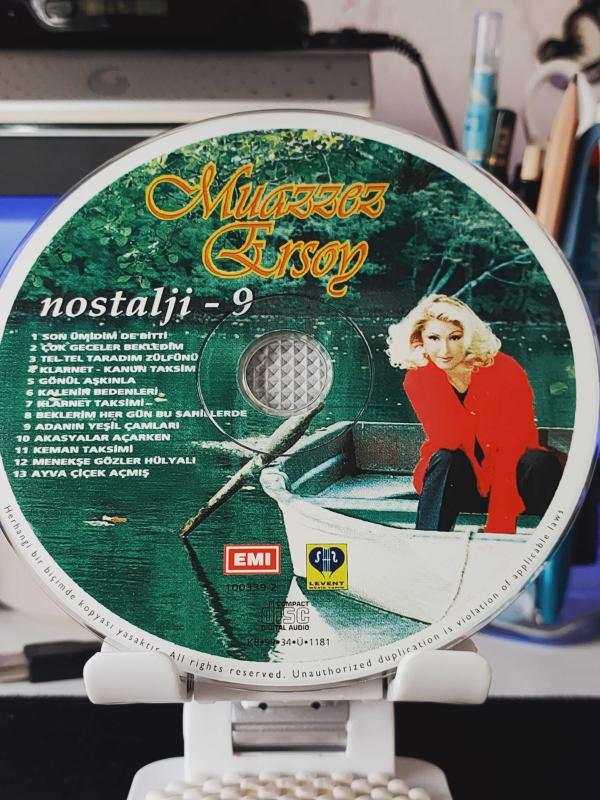 Muazzez
Ersoy
nostalji - 9
1 SON ÜMİDİM DE BİTTİ
2 ÇOK GECELER BEKLEDİM
3 TEL TEL TARADIM ZÜLFÜNÜ
4 KLARNET - KANUN TAKSİM
5 GÖNÜL AŞKINLA
6 KALENİN BEDENLERİ
7 KLARNET TAKSİMİ
8 BEKLERİM HER GÜN BU SAHİLLERDE
9 ADANIN YEŞİL ÇAMLARI
10 AKASYALAR AÇARKEN
11 KEMAN TAKSİMİ
12 MENEKŞE GÖZLER HÜLYALI
13 AYVA ÇİÇEK AÇMIŞ
EMI
LEVENT
100339 2
COMPACT
disc
DIGITAL AUDIO
34•Ü•1181
Herhangi bir biçimde kopyası yasaktır. All rights reserved. Unauthorized duplication is violation of applicable laws.